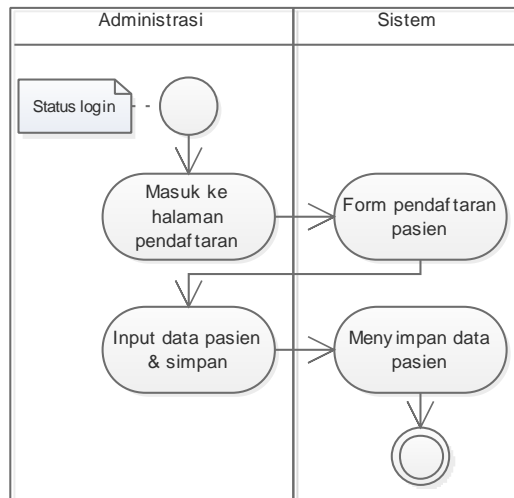 Administrasi
Sistem
Status login
Masuk ke
halaman
pendaftaran
Form pendaftaran
pasien
Input data pasien
& simpan
Menyimpan data
pasien